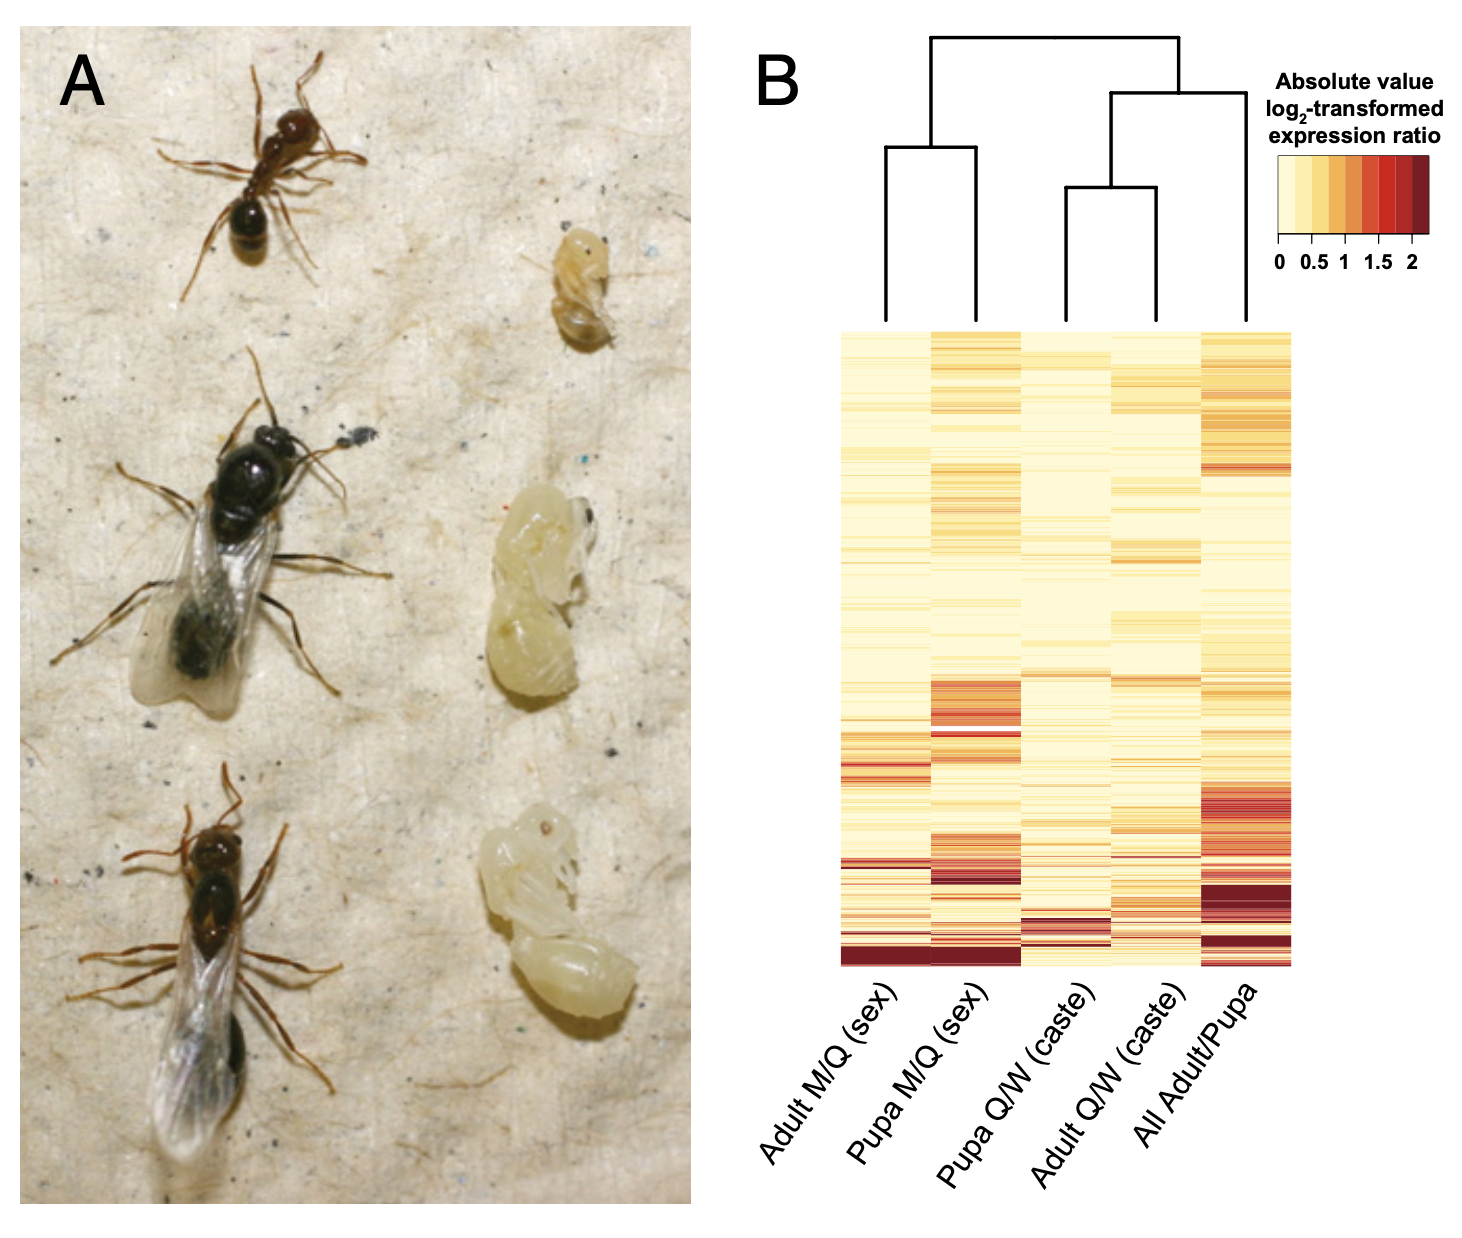 A
B
Absolute value
log2-transformed
expression ratio
0 0.5 1 1.5 2
Adult M/Q (sex)
Pupa M/Q (sex)
Pupa Q/W (caste)
Adult Q/W (caste)
All Adult/Pupa